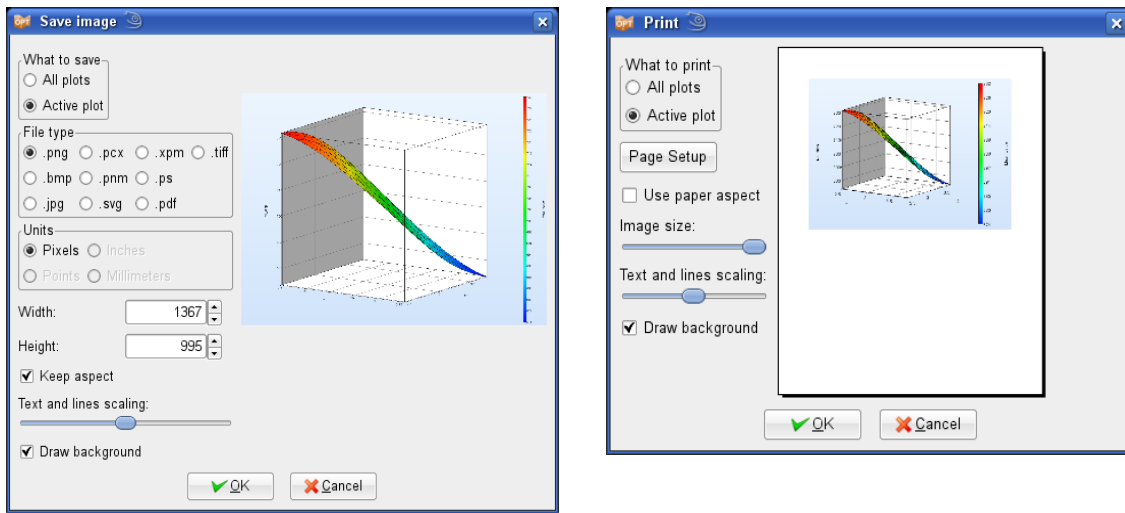 OPT Save image
What to save
All plots
Active plot
File type
.png .pcx .xpm .tiff
.bmp .pnm .ps
.jpg .svg .pdf
Units
Pixels Inches
Points Millimeters
Width: 1367
Height: 995
Keep aspect
Text and lines scaling:
Draw background
OK Cancel
OPT Print
What to print
All plots
Active plot
Page Setup
Use paper aspect
Image size:
Text and lines scaling:
Draw background
OK Cancel